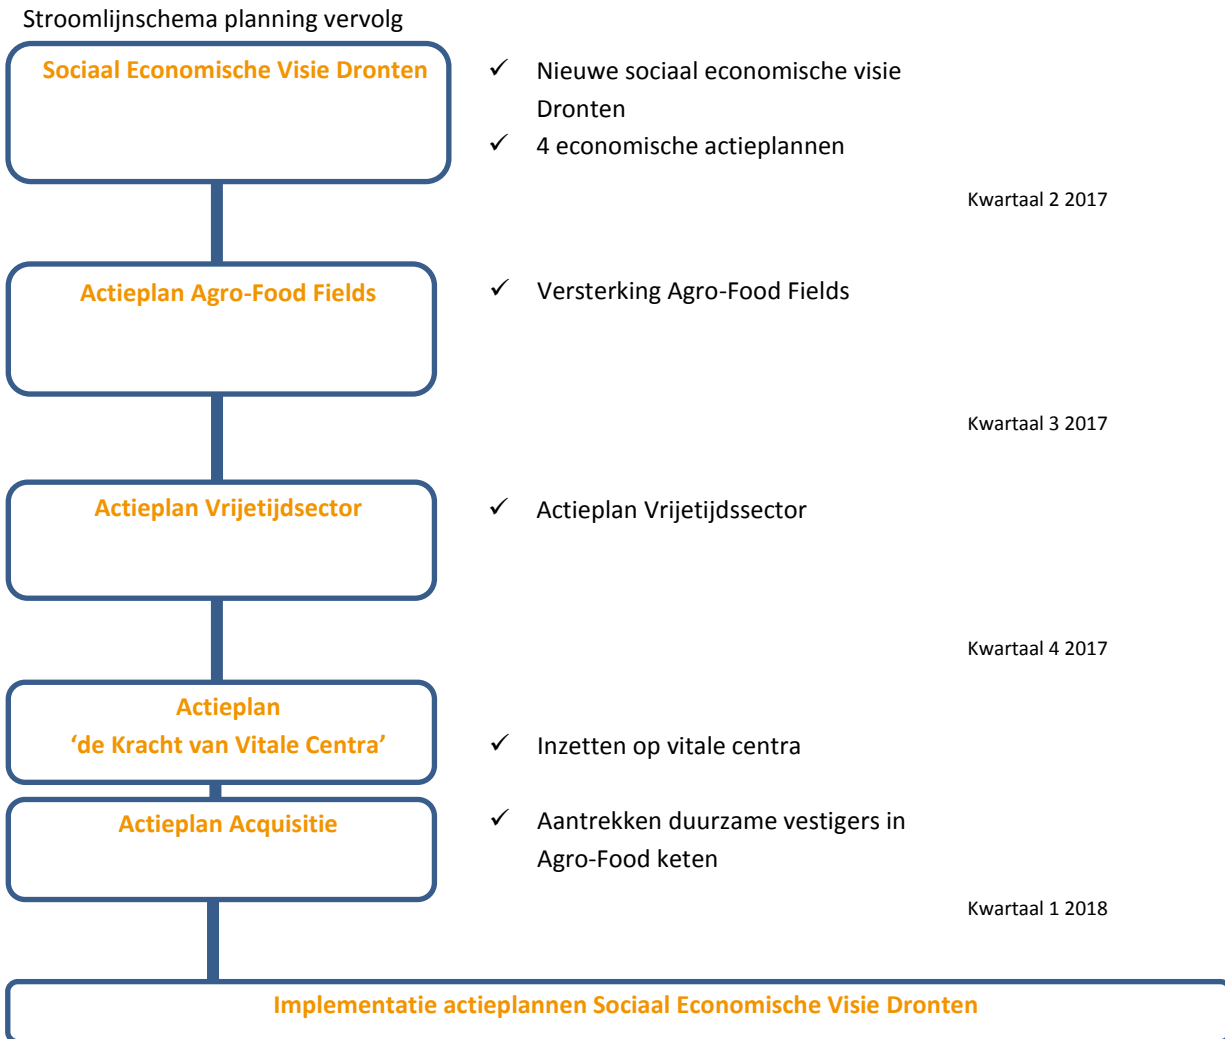 Stroomlijnschema planning vervolg
Sociaal Economische Visie Dronten
✓ Nieuwe sociaal economische visie
Dronten
✓ 4 economische actieplannen
Kwartaal 2 2017
Actieplan Agro-Food Fields
✓ Versterking Agro-Food Fields
Kwartaal 3 2017
Actieplan Vrijetijdsector
✓ Actieplan Vrijetijdssector
Kwartaal 4 2017
Actieplan
‘de Kracht van Vitale Centra’
✓ Inzetten op vitale centra
Actieplan Acquisitie
✓ Aantrekken duurzame vestigers in
Agro-Food keten
Kwartaal 1 2018
Implementatie actieplannen Sociaal Economische Visie Dronten